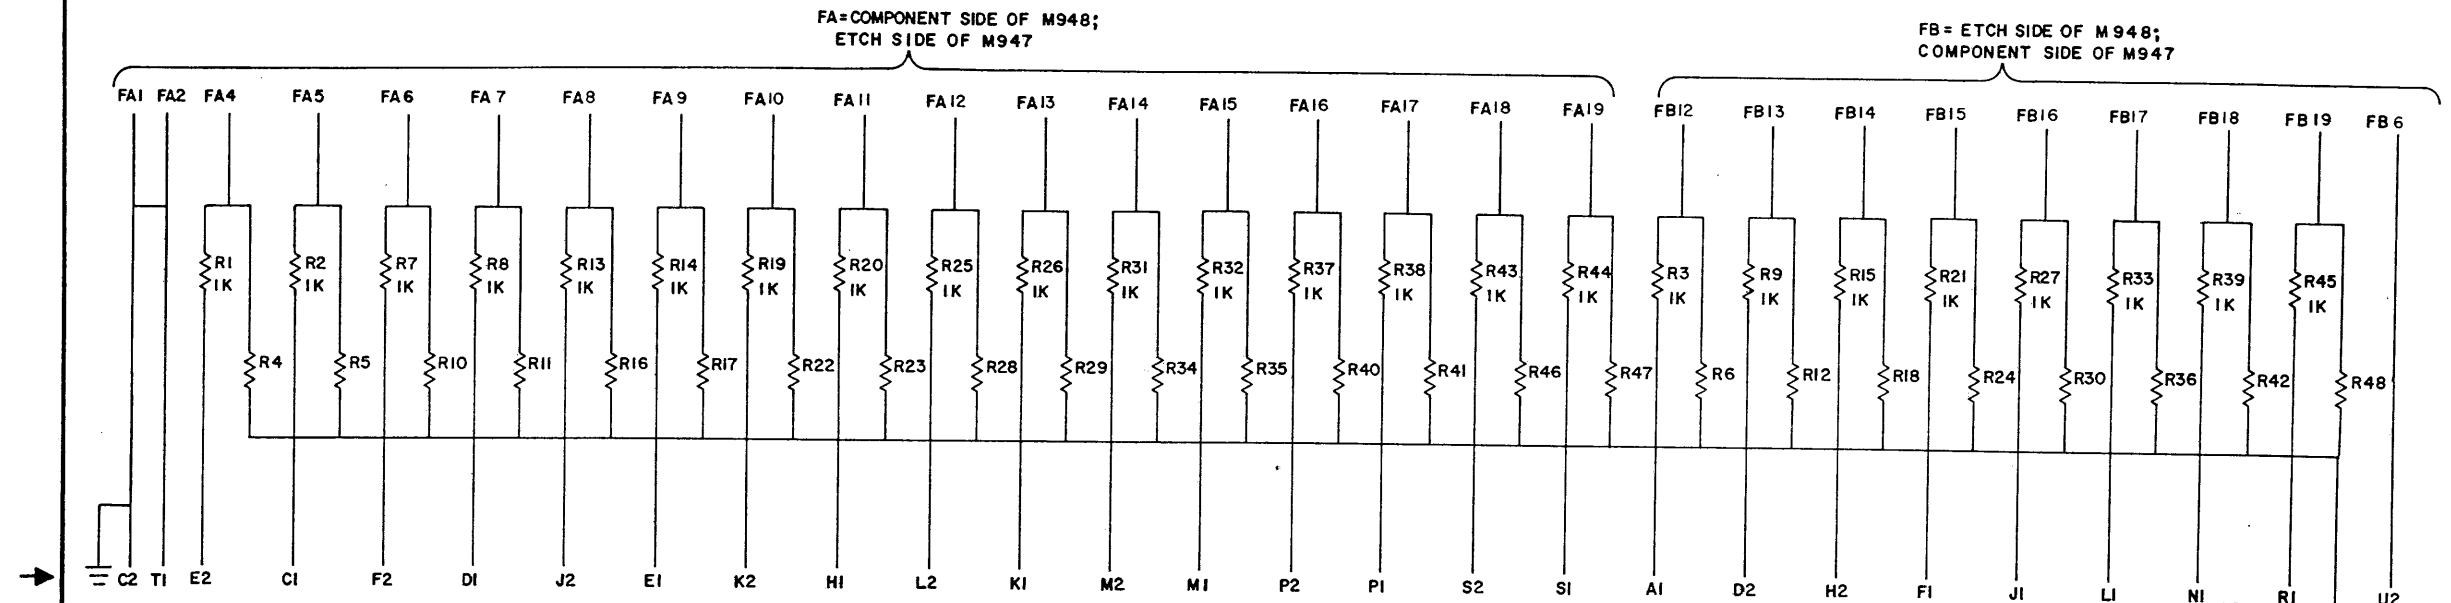 FA=COMPONENT SIDE OF M948;
ETCH SIDE OF M947
FB= ETCH SIDE OF M948;
COMPONENT SIDE OF M947
FA1 FA2 FA4 FA5 FA6 FA7 FA8 FA9 FA10 FA11 FA12 FA13 FA14 FA15 FA16 FA17 FA18 FA19 FB12 FB13 FB14 FB15 FB16 FB17 FB18 FB19 FB6
R1 R2 R7 R8 R13 R14 R19 R20 R25 R26 R31 R32 R37 R38 R43 R44 R3 R9 R15 R21 R27 R33 R39 R45
1K 1K 1K 1K 1K 1K 1K 1K 1K 1K 1K 1K 1K 1K 1K 1K 1K 1K 1K 1K 1K 1K 1K 1K
R4 R5 R10 R11 R16 R17 R22 R23 R28 R29 R34 R35 R40 R41 R46 R47 R6 R12 R18 R24 R30 R36 R42 R48
C2 T1 E2 C1 F2 D1 J2 E1 K2 H1 L2 K1 M2 M1 P2 P1 S2 S1 A1 D2 H2 F1 J1 L1 N1 R1 U2